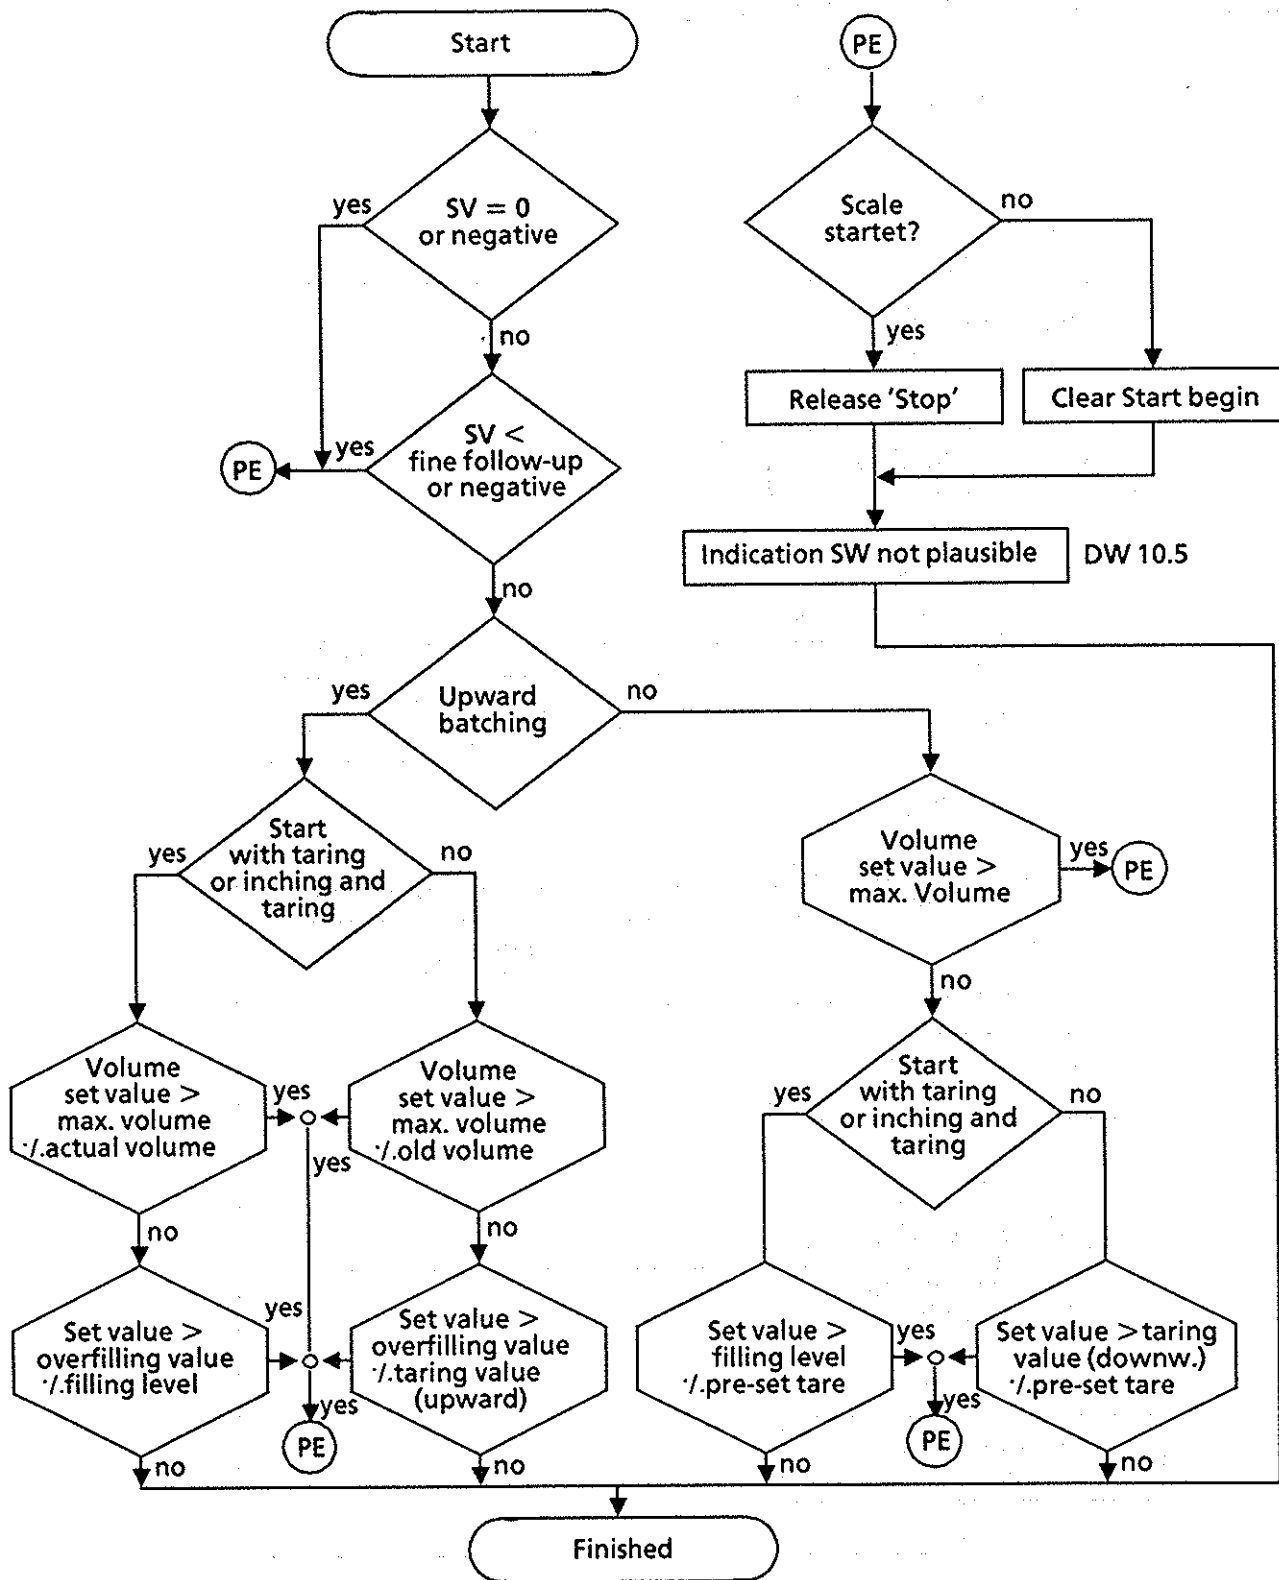 Start
yes
SV = 0
or negative
no
PE
yes
SV <
fine follow-up
or negative
no
yes
Upward
batching
no
yes
Start
with taring
or inching and
taring
no
Volume
set value >
max. volume
./.actual volume
yes
Volume
set value >
max. volume
./.old volume
yes
no
no
Set value >
overfilling value
./.filling level
yes
Set value >
overfilling value
./.taring value
(upward)
yes
PE
no
no
Volume
set value >
max. Volume
yes
PE
no
yes
Start
with taring
or inching and
taring
no
Set value >
filling level
./.pre-set tare
yes
Set value > taring
value (downw.)
./.pre-set tare
yes
PE
no
no
Finished
PE
Scale
startet?
no
yes
Release 'Stop'
Clear Start begin
Indication SW not plausible
DW 10.5